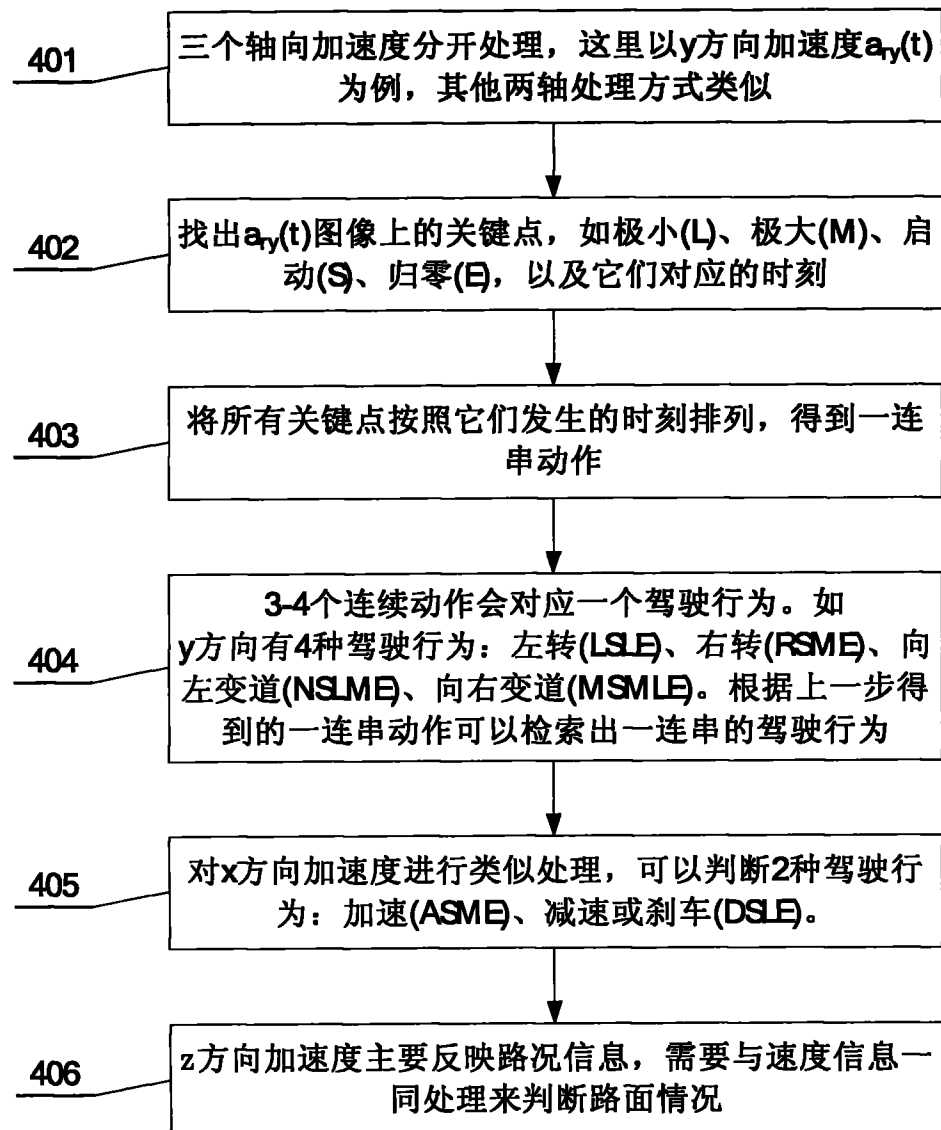 401
三个轴向加速度分开处理，这里以y方向加速度a_ry(t)
为例，其他两轴处理方式类似
402
找出a_ry(t)图像上的关键点，如极小(L)、极大(M)、启
动(S)、归零(E)，以及它们对应的时刻
403
将所有关键点按照它们发生的时刻排列，得到一连
串动作
404
3-4个连续动作会对应一个驾驶行为。如
y方向有4种驾驶行为：左转(LSLE)、右转(RSME)、向
左变道(NSLME)、向右变道(MSMLE)。根据上一步得
到的一连串动作可以检索出一连串的驾驶行为
405
对x方向加速度进行类似处理，可以判断2种驾驶行
为：加速(ASME)、减速或刹车(DSLE)。
406
z方向加速度主要反映路况信息，需要与速度信息一
同处理来判断路面情况